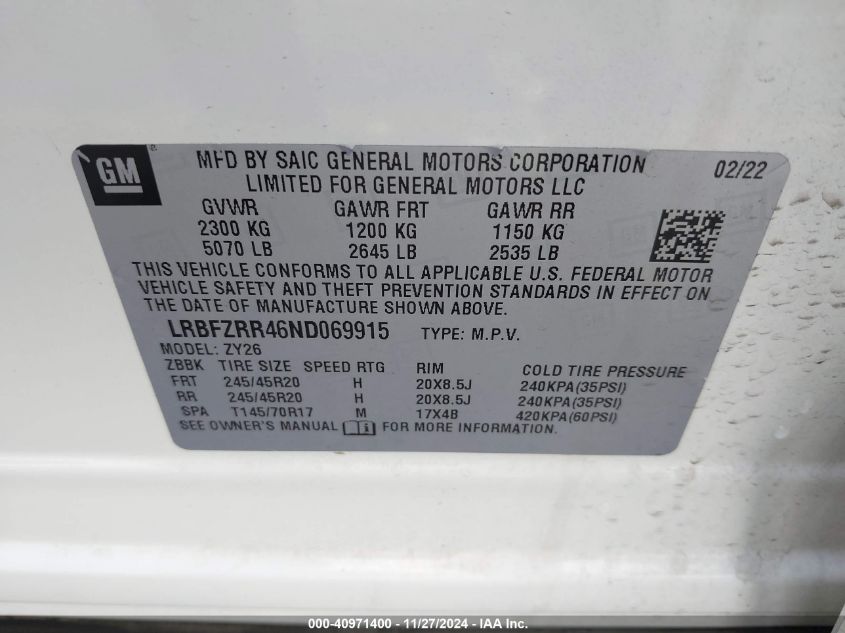 GM
MFD BY SAIC GENERAL MOTORS CORPORATION 02/22
LIMITED FOR GENERAL MOTORS LLC
GVWR GAWR FRT GAWR RR
2300 KG 1200 KG 1150 KG
5070 LB 2645 LB 2535 LB
THIS VEHICLE CONFORMS TO ALL APPLICABLE U.S. FEDERAL MOTOR
VEHICLE SAFETY AND THEFT PREVENTION STANDARDS IN EFFECT ON
THE DATE OF MANUFACTURE SHOWN ABOVE.
LRBFZRR46ND069915 TYPE: M.P.V.
MODEL: ZY26
ZBBK TIRE SIZE SPEED RTG RIM COLD TIRE PRESSURE
FRT 245/45R20 H 20X8.5J 240KPA(35PSI)
RR 245/45R20 H 20X8.5J 240KPA(35PSI)
SPA T145/70R17 M 17X4B 420KPA(60PSI)
SEE OWNER'S MANUAL FOR MORE INFORMATION.
000-40971400 - 11/27/2024 - IAA Inc.